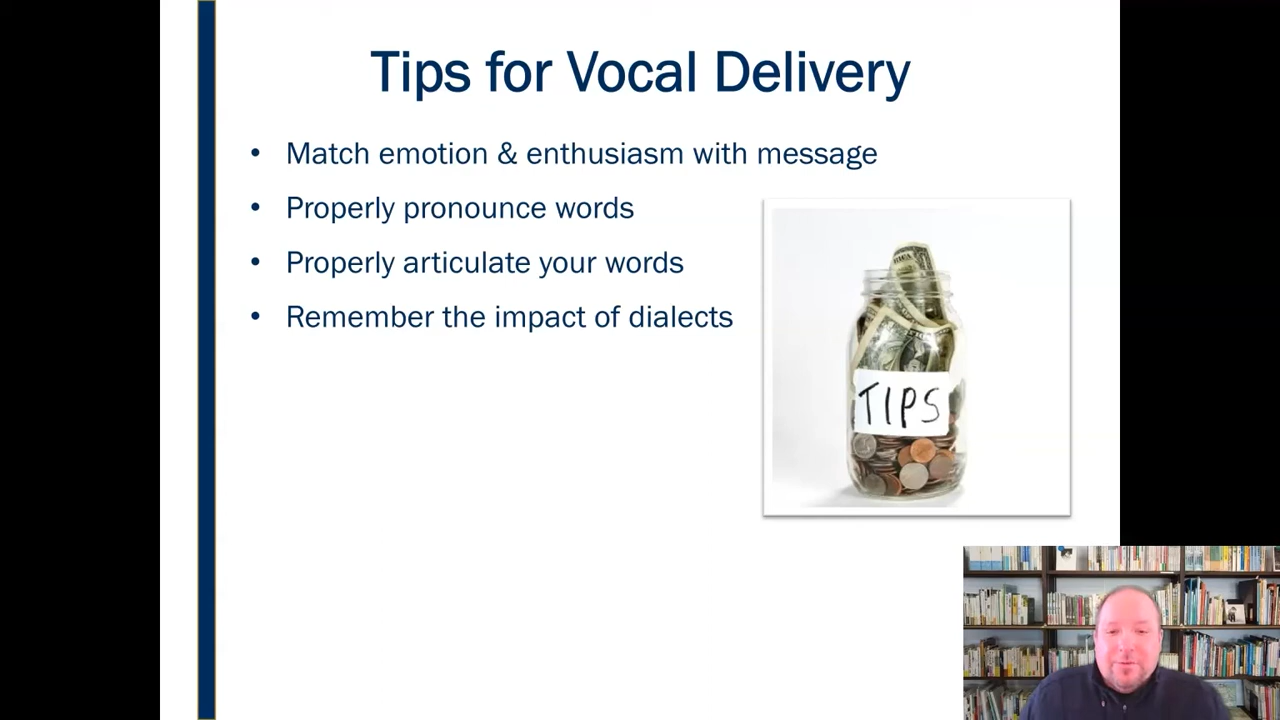 Tips for Vocal Delivery
• Match emotion & enthusiasm with message
• Properly pronounce words
• Properly articulate your words
• Remember the impact of dialects
TIPS